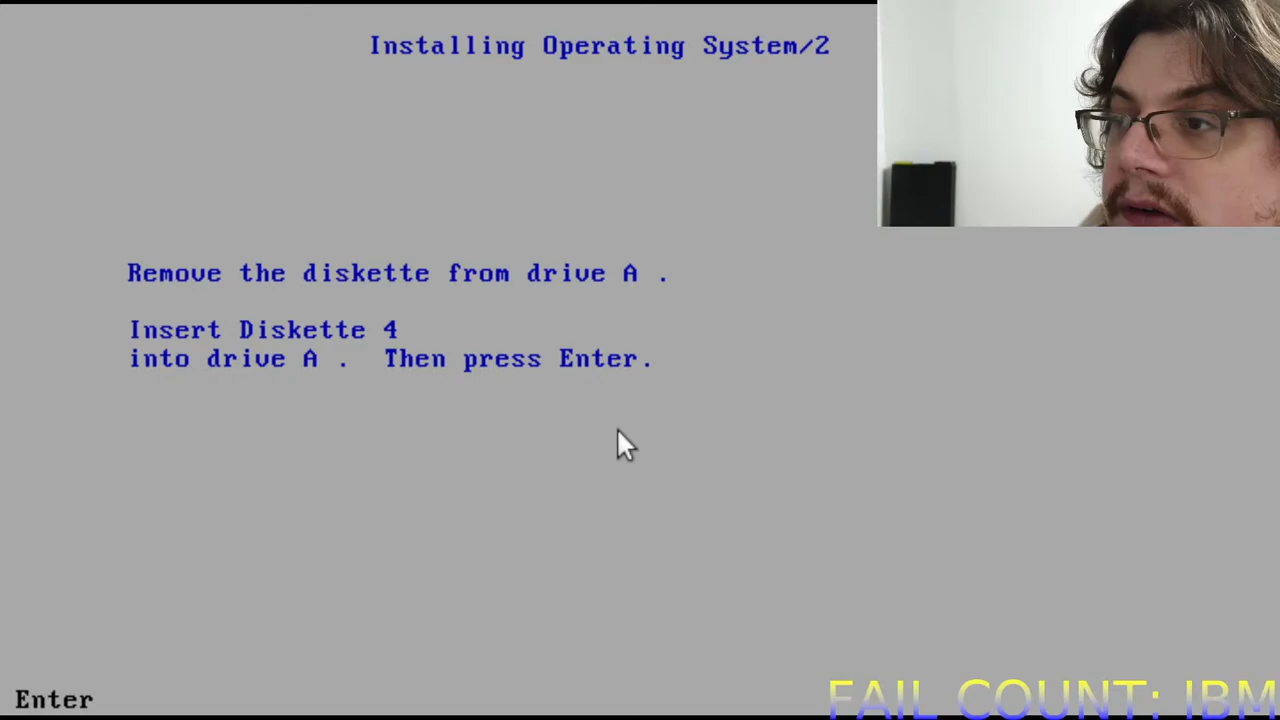 Installing Operating System/2
Remove the diskette from drive A .
Insert Diskette 4
into drive A .  Then press Enter.
Enter
FAIL COUNT: IBM